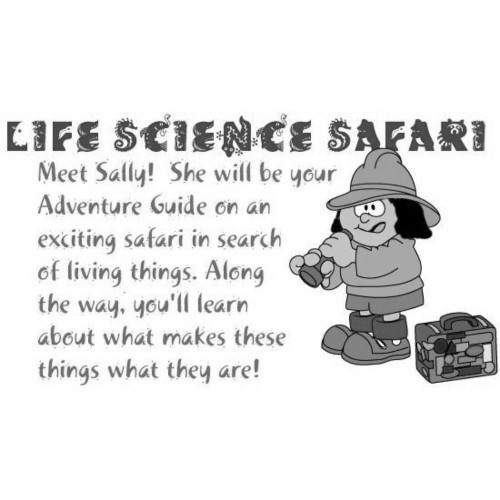 LIFE SCIENCE SAFARI
Meet Sally! She will be your
Adventure Guide on an
exciting safari in search
of living things. Along
the way, you'll learn
about what makes these
things what they are!